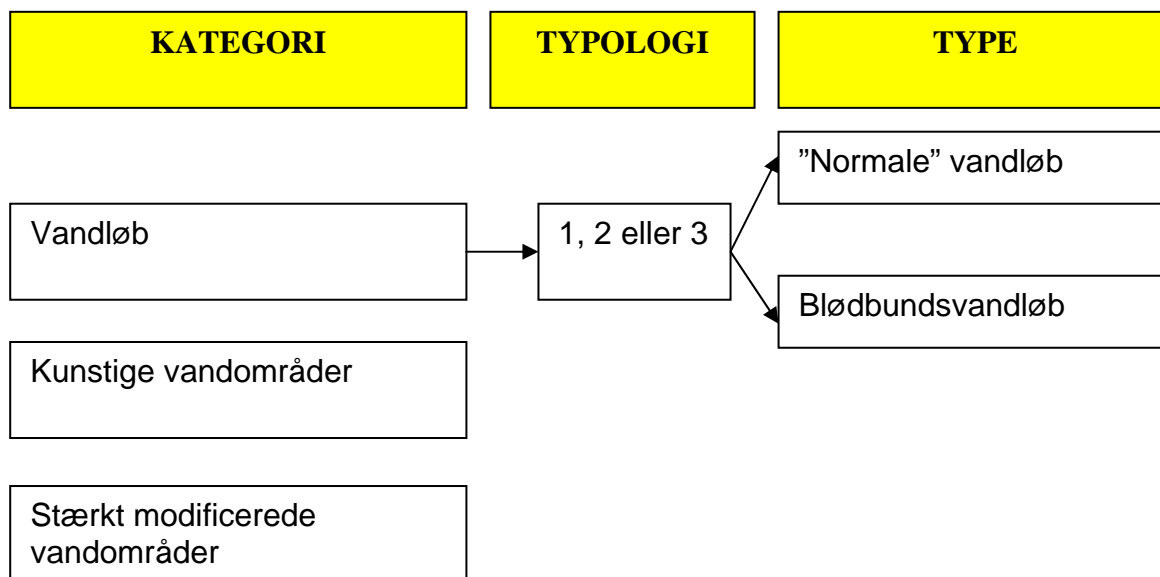 KATEGORI
TYPOLOGI
TYPE
Vandløb
1, 2 eller 3
”Normale” vandløb
Blødbundsvandløb
Kunstige vandområder
Stærkt modificerede
vandområder